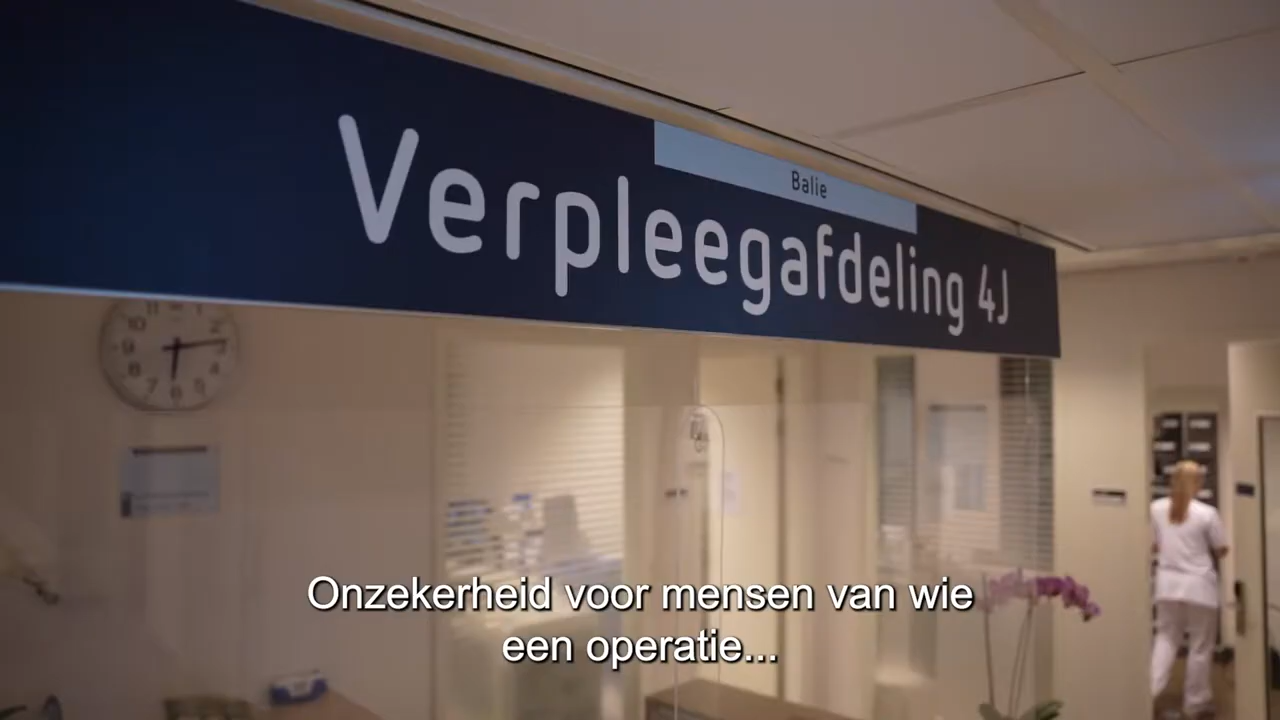 Balie
Verpleegafdeling 4J
Onzekerheid voor mensen van wie
een operatie...